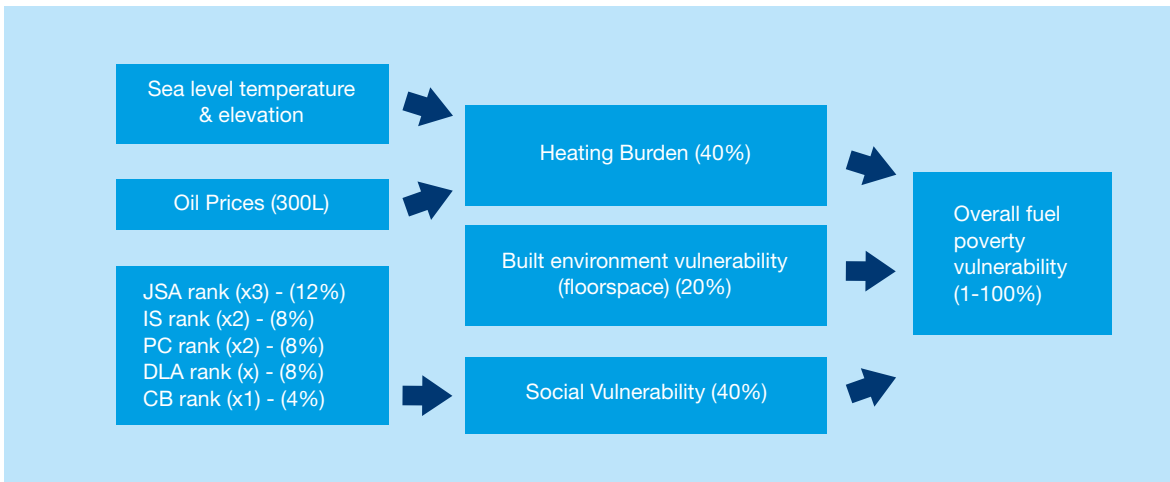 Sea level temperature
& elevation
Oil Prices (300L)
JSA rank (x3) - (12%)
IS rank (x2) - (8%)
PC rank (x2) - (8%)
DLA rank (x) - (8%)
CB rank (x1) - (4%)
Heating Burden (40%)
Built environment vulnerability
(floorspace) (20%)
Social Vulnerability (40%)
Overall fuel
poverty
vulnerability
(1-100%)